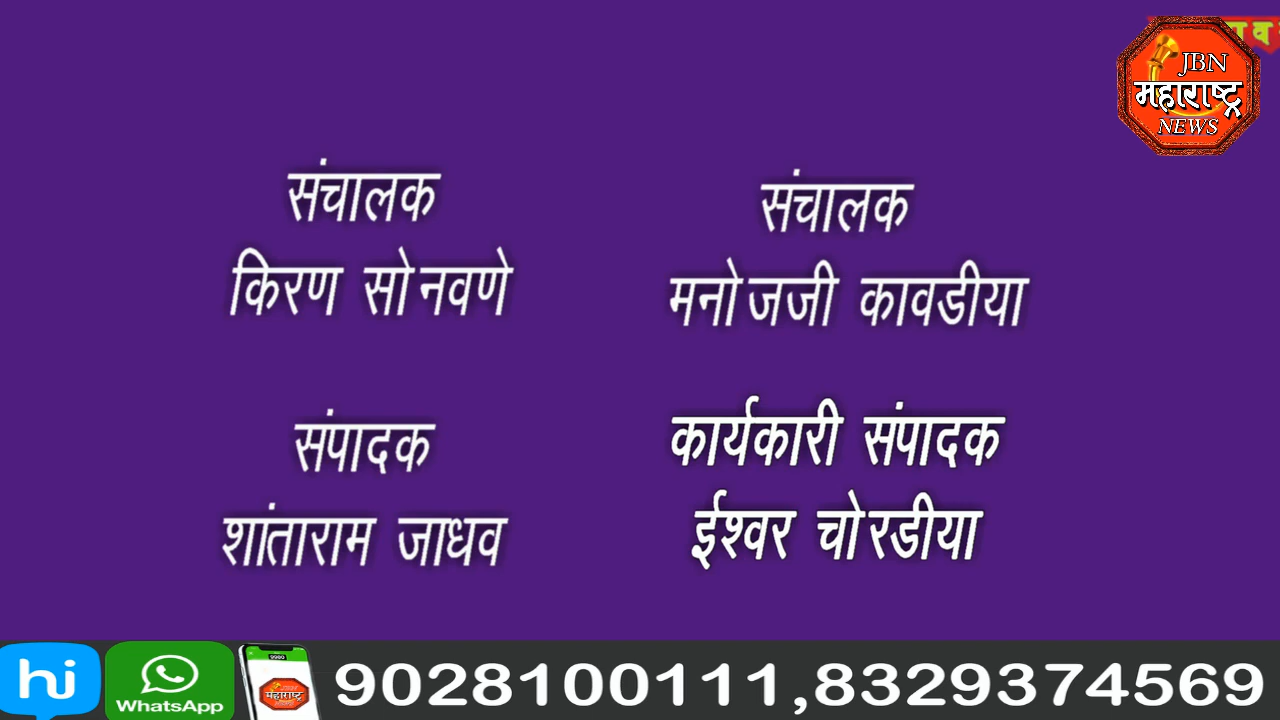 JBN
महाराष्ट्र
NEWS
संचालक
किरण सोनवणे
संचालक
मनोजजी कावडीया
संपादक
शांताराम जाधव
कार्यकारी संपादक
ईश्वर चोरडीया
hi
WhatsApp
महाराष्ट्र
9028100111,8329374569